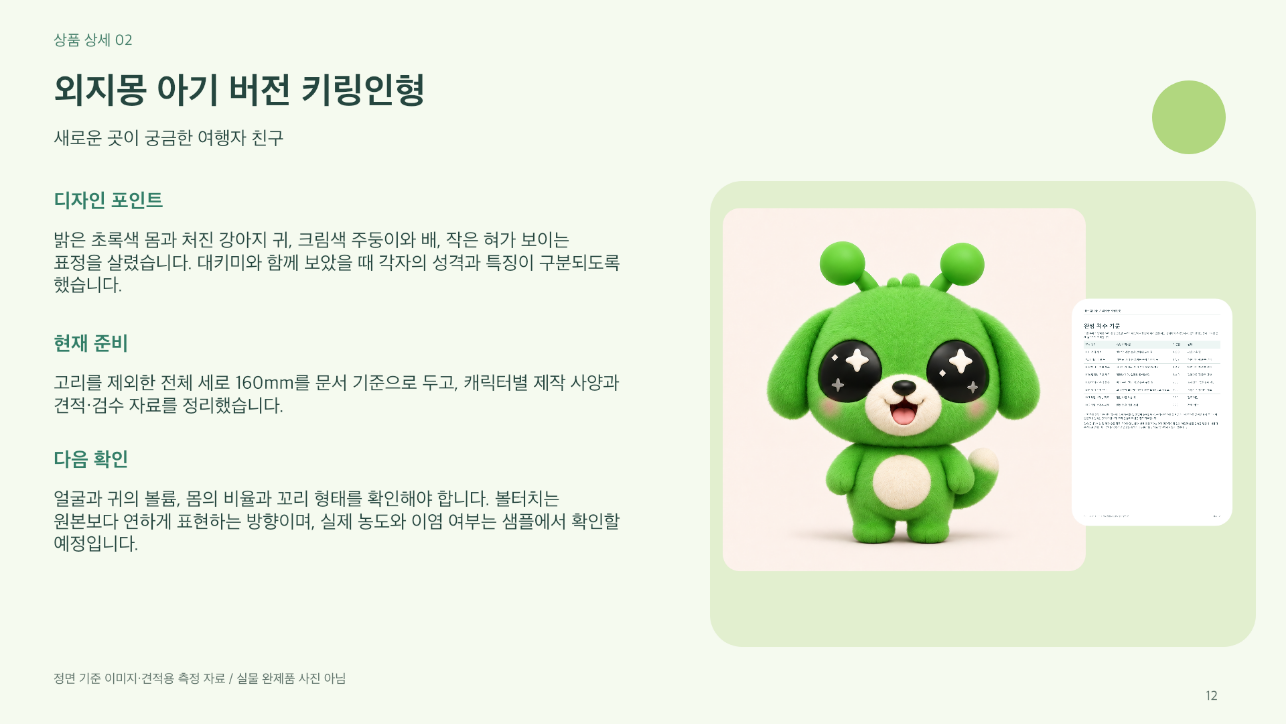 상품 상세 02
외지몽 아기 버전 키링인형
새로운 곳이 궁금한 여행자 친구
디자인 포인트
밝은 초록색 몸과 처진 강아지 귀, 크림색 주둥이와 배, 작은 혀가 보이는
표정을 살렸습니다. 대키미와 함께 보았을 때 각자의 성격과 특징이 구분되도록
했습니다.
현재 준비
고리를 제외한 전체 세로 160mm를 문서 기준으로 두고, 캐릭터별 제작 사양과
견적·검수 자료를 정리했습니다.
다음 확인
얼굴과 귀의 볼륨, 몸의 비율과 꼬리 형태를 확인해야 합니다. 볼터치는
원본보다 연하게 표현하는 방향이며, 실제 농도와 이염 여부는 샘플에서 확인할
예정입니다.
정면 기준 이미지·견적용 측정 자료 / 실물 완제품 사진 아님
12